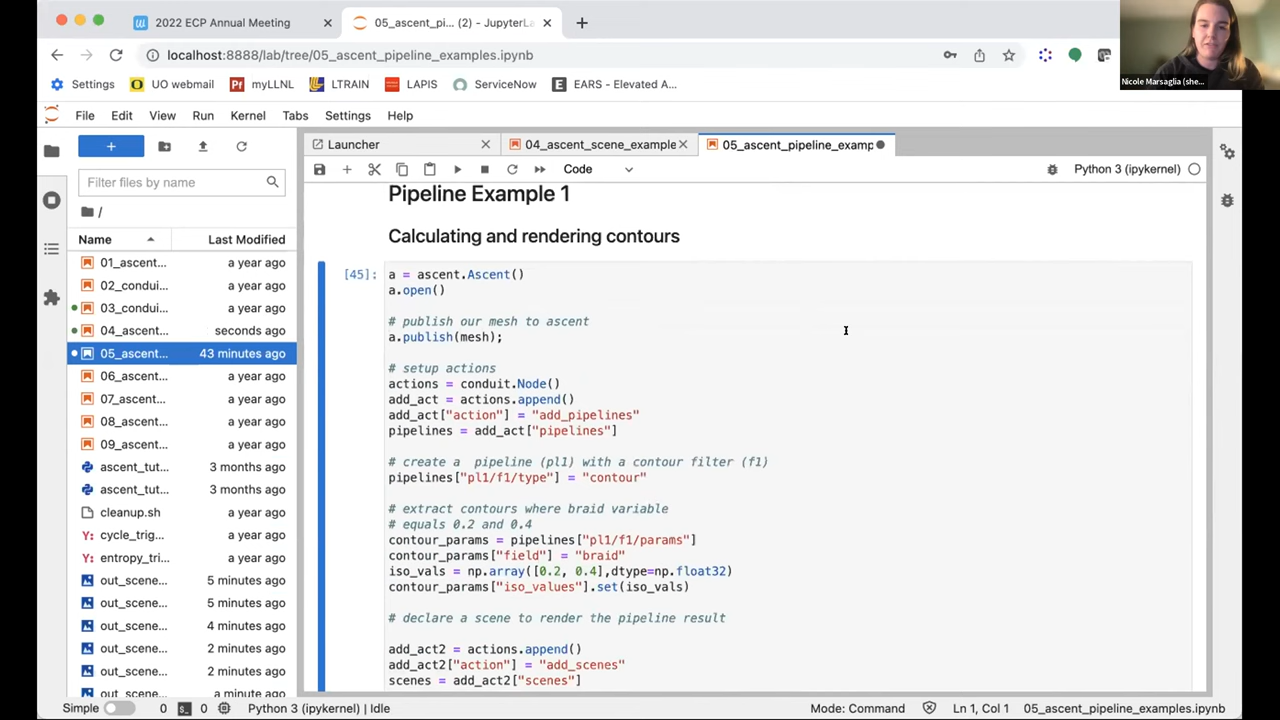 2022 ECP Annual Meeting
05_ascent_pi... (2) - JupyterLa
localhost:8888/lab/tree/05_ascent_pipeline_examples.ipynb
Settings
UO webmail
Pf
myLLNL
LTRAIN
LAPIS
ServiceNow
E
EARS - Elevated A...
Nicole Marsaglia (she...
File
Edit
View
Run
Kernel
Tabs
Settings
Help
Launcher
04_ascent_scene_example
05_ascent_pipeline_examp
Code
Python 3 (ipykernel)
Filter files by name
/
Name
Last Modified
01_ascent... a year ago
02_condui... a year ago
03_condui... a year ago
04_ascent... seconds ago
05_ascent... 43 minutes ago
06_ascent... a year ago
07_ascent... a year ago
08_ascent... a year ago
09_ascent... a year ago
ascent_tut... 3 months ago
ascent_tut... 3 months ago
cleanup.sh a year ago
Y: cycle_trig... a year ago
Y: entropy_tri... a year ago
out_scene... 5 minutes ago
out_scene... 5 minutes ago
out_scene... 4 minutes ago
out_scene... 2 minutes ago
out_scene... 2 minutes ago
out_scene... a minute ago
Pipeline Example 1
Calculating and rendering contours
[45]:
a = ascent.Ascent()
a.open()
# publish our mesh to ascent
a.publish(mesh);
# setup actions
actions = conduit.Node()
add_act = actions.append()
add_act["action"] = "add_pipelines"
pipelines = add_act["pipelines"]
# create a  pipeline (pl1) with a contour filter (f1)
pipelines["pl1/f1/type"] = "contour"
# extract contours where braid variable
# equals 0.2 and 0.4
contour_params = pipelines["pl1/f1/params"]
contour_params["field"] = "braid"
iso_vals = np.array([0.2, 0.4],dtype=np.float32)
contour_params["iso_values"].set(iso_vals)
# declare a scene to render the pipeline result
add_act2 = actions.append()
add_act2["action"] = "add_scenes"
scenes = add_act2["scenes"]
Simple
0
0
Python 3 (ipykernel) | Idle
Mode: Command
Ln 1, Col 1
05_ascent_pipeline_examples.ipynb